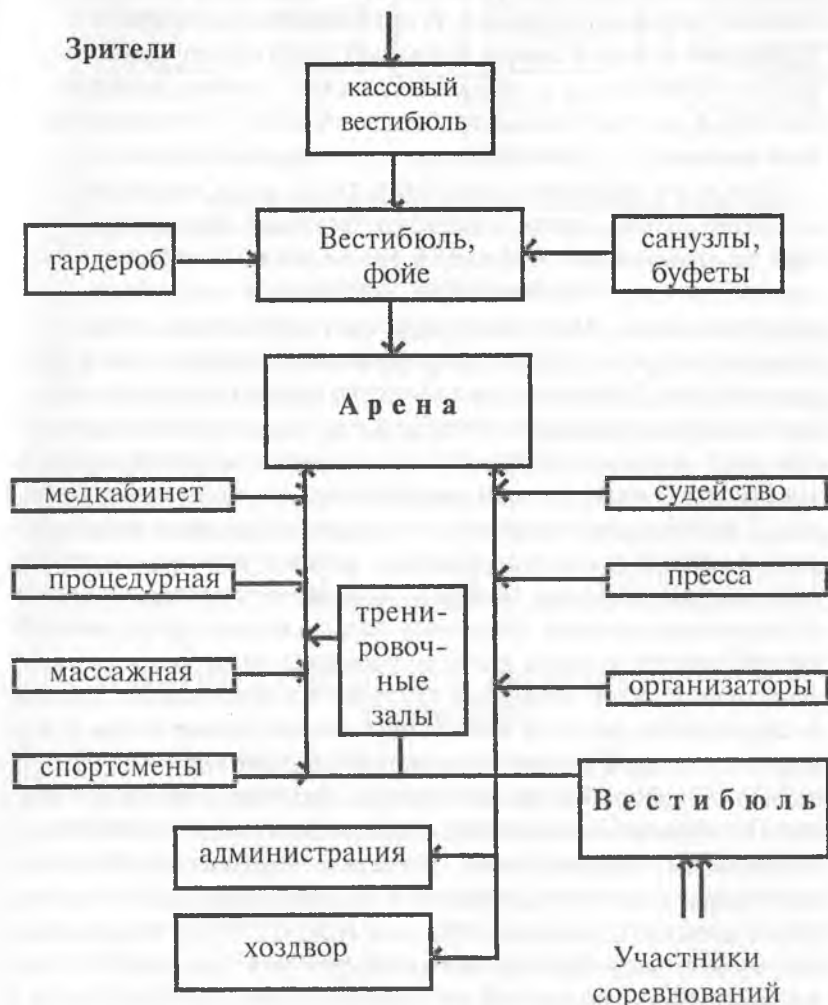 Зрители
кассовый
вестибюль
гардероб
Вестибюль,
фойе
санузлы,
буфеты
Арена
медкабинет
судейство
процедурная
пресса
трени-
ровоч-
ные
залы
массажная
организаторы
спортсмены
Вестибюль
администрация
хоздвор
Участники
соревнований